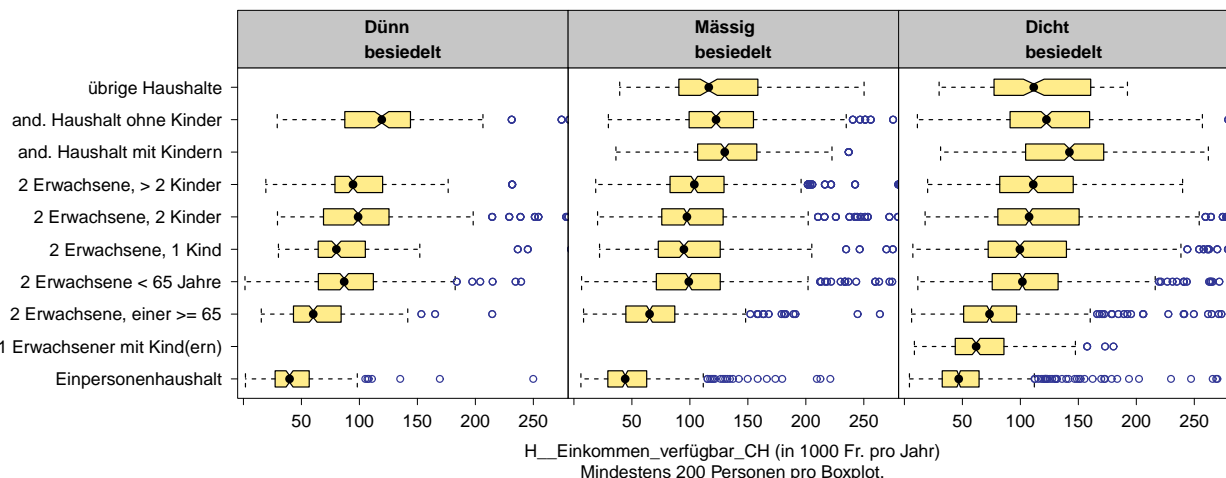 Dünn
besiedelt
Mässig
besiedelt
Dicht
besiedelt
übrige Haushalte
and. Haushalt ohne Kinder
and. Haushalt mit Kindern
2 Erwachsene, > 2 Kinder
2 Erwachsene, 2 Kinder
2 Erwachsene, 1 Kind
2 Erwachsene < 65 Jahre
2 Erwachsene, einer >= 65
1 Erwachsener mit Kind(ern)
Einpersonenhaushalt
50 100 150 200 250 50 100 150 200 250 50 100 150 200 250
H__Einkommen_verfügbar_CH (in 1000 Fr. pro Jahr)
Mindestens 200 Personen pro Boxplot.